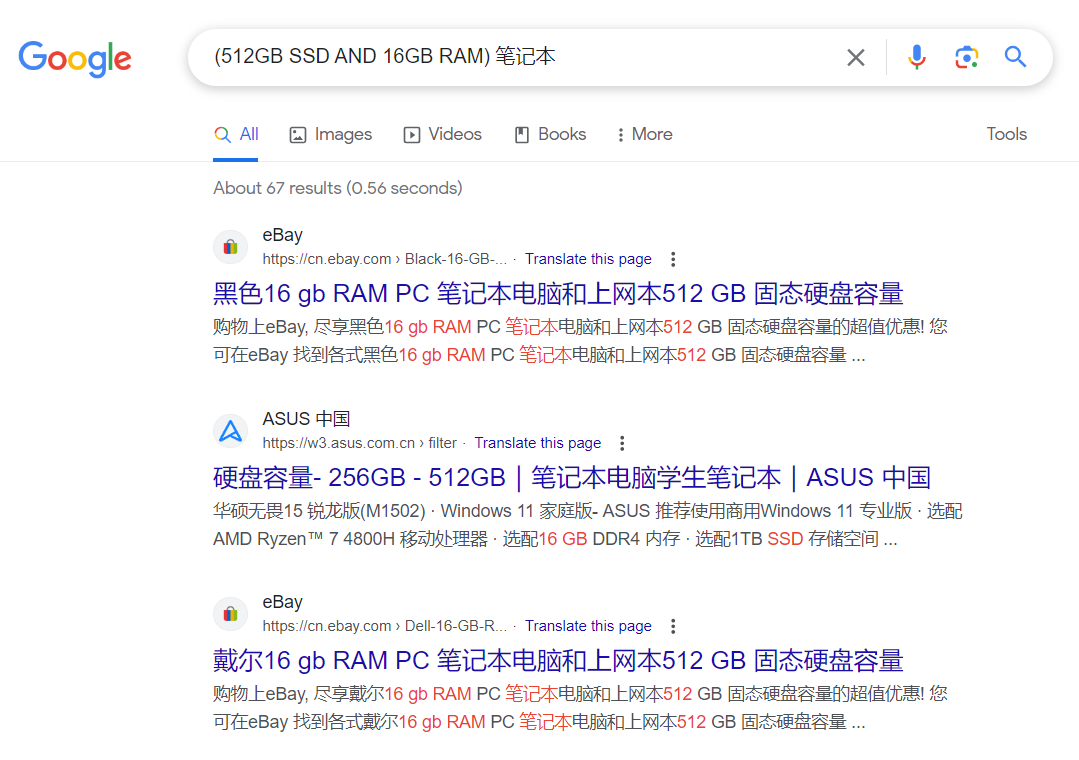 Google
(512GB SSD AND 16GB RAM) 笔记本
All Images Videos Books More Tools
About 67 results (0.56 seconds)
eBay
https://cn.ebay.com › Black-16-GB-... · Translate this page
黑色16 gb RAM PC 笔记本电脑和上网本512 GB 固态硬盘容量
购物上eBay, 尽享黑色16 gb RAM PC 笔记本电脑和上网本512 GB 固态硬盘容量的超值优惠! 您
可在eBay 找到各式黑色16 gb RAM PC 笔记本电脑和上网本512 GB 固态硬盘容量 ...
ASUS 中国
https://w3.asus.com.cn › filter · Translate this page
硬盘容量- 256GB - 512GB｜笔记本电脑学生笔记本｜ASUS 中国
华硕无畏15 锐龙版(M1502) · Windows 11 家庭版- ASUS 推荐使用商用Windows 11 专业版 · 选配
AMD Ryzen™ 7 4800H 移动处理器 · 选配16 GB DDR4 内存 · 选配1TB SSD 存储空间 ...
eBay
https://cn.ebay.com › Dell-16-GB-R... · Translate this page
戴尔16 gb RAM PC 笔记本电脑和上网本512 GB 固态硬盘容量
购物上eBay, 尽享戴尔16 gb RAM PC 笔记本电脑和上网本512 GB 固态硬盘容量的超值优惠! 您
可在eBay 找到各式戴尔16 gb RAM PC 笔记本电脑和上网本512 GB 固态硬盘容量 ...